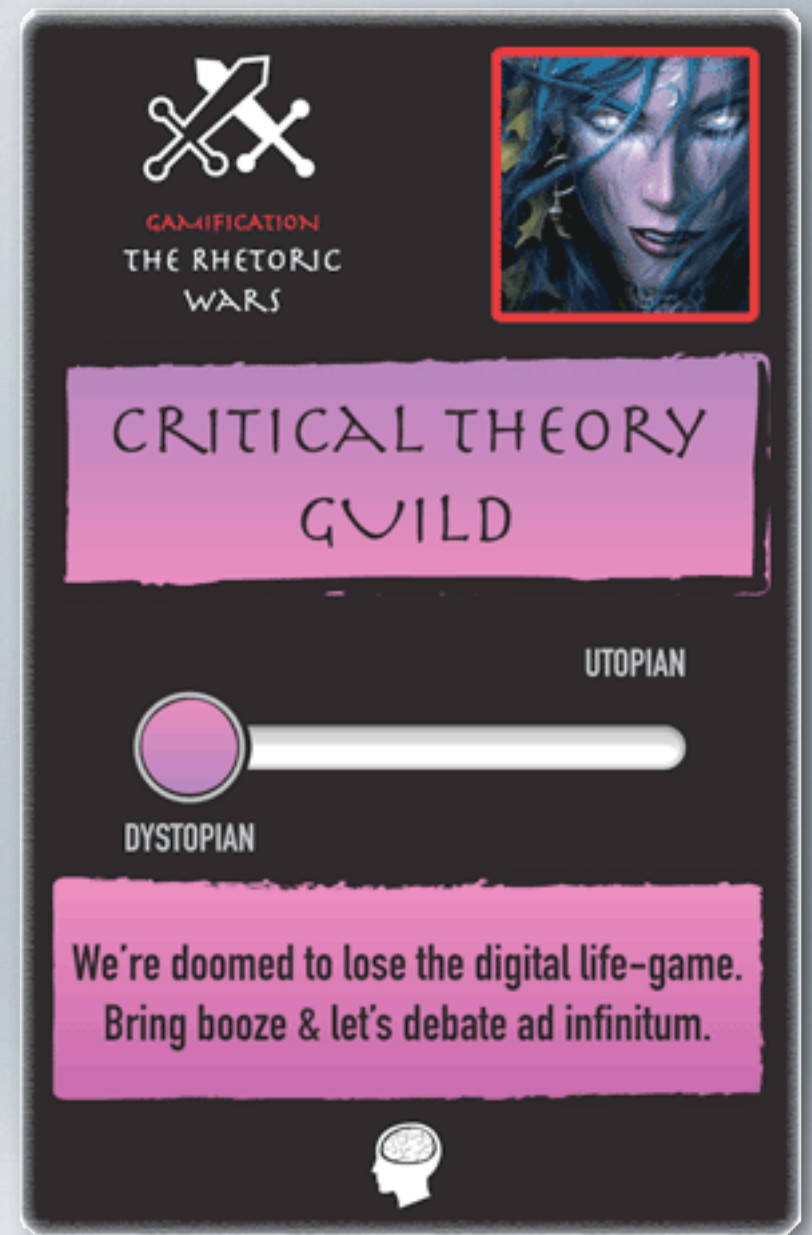 GAMIFICATION
THE RHETORIC
WARS
CRITICAL THEORY
GUILD
UTOPIAN
DYSTOPIAN
We're doomed to lose the digital life-game.
Bring booze & let's debate ad infinitum.